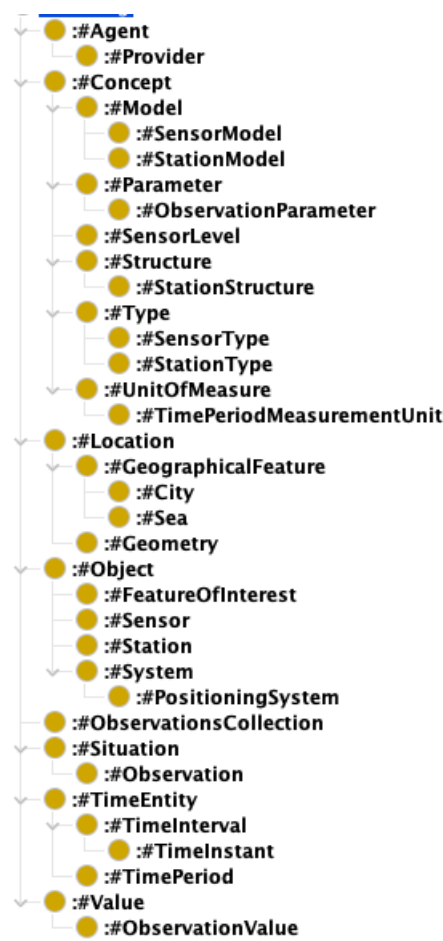 :#Agent
:#Provider
:#Concept
:#Model
:#SensorModel
:#StationModel
:#Parameter
:#ObservationParameter
:#SensorLevel
:#Structure
:#StationStructure
:#Type
:#SensorType
:#StationType
:#UnitOfMeasure
:#TimePeriodMeasurementUnit
:#Location
:#GeographicalFeature
:#City
:#Sea
:#Geometry
:#Object
:#FeatureOfInterest
:#Sensor
:#Station
:#System
:#PositioningSystem
:#ObservationsCollection
:#Situation
:#Observation
:#TimeEntity
:#TimeInterval
:#TimeInstant
:#TimePeriod
:#Value
:#ObservationValue